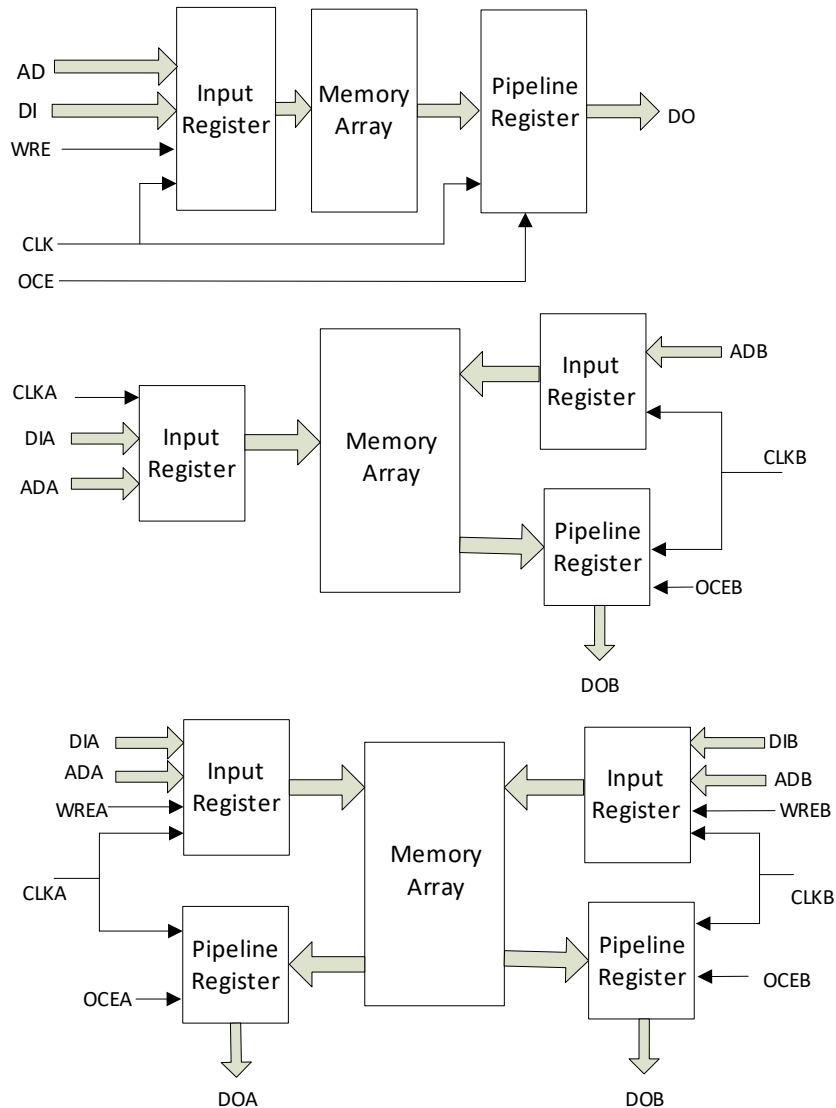 AD
DI
WRE
CLK
OCE
Input
Register
Memory
Array
Pipeline
Register
DO
CLKA
DIA
ADA
Input
Register
Memory
Array
Input
Register
ADB
CLKB
Pipeline
Register
OCEB
DOB
DIA
ADA
WREA
CLKA
OCEA
Input
Register
Pipeline
Register
DOA
Memory
Array
Input
Register
Pipeline
Register
DIB
ADB
WREB
CLKB
OCEB
DOB